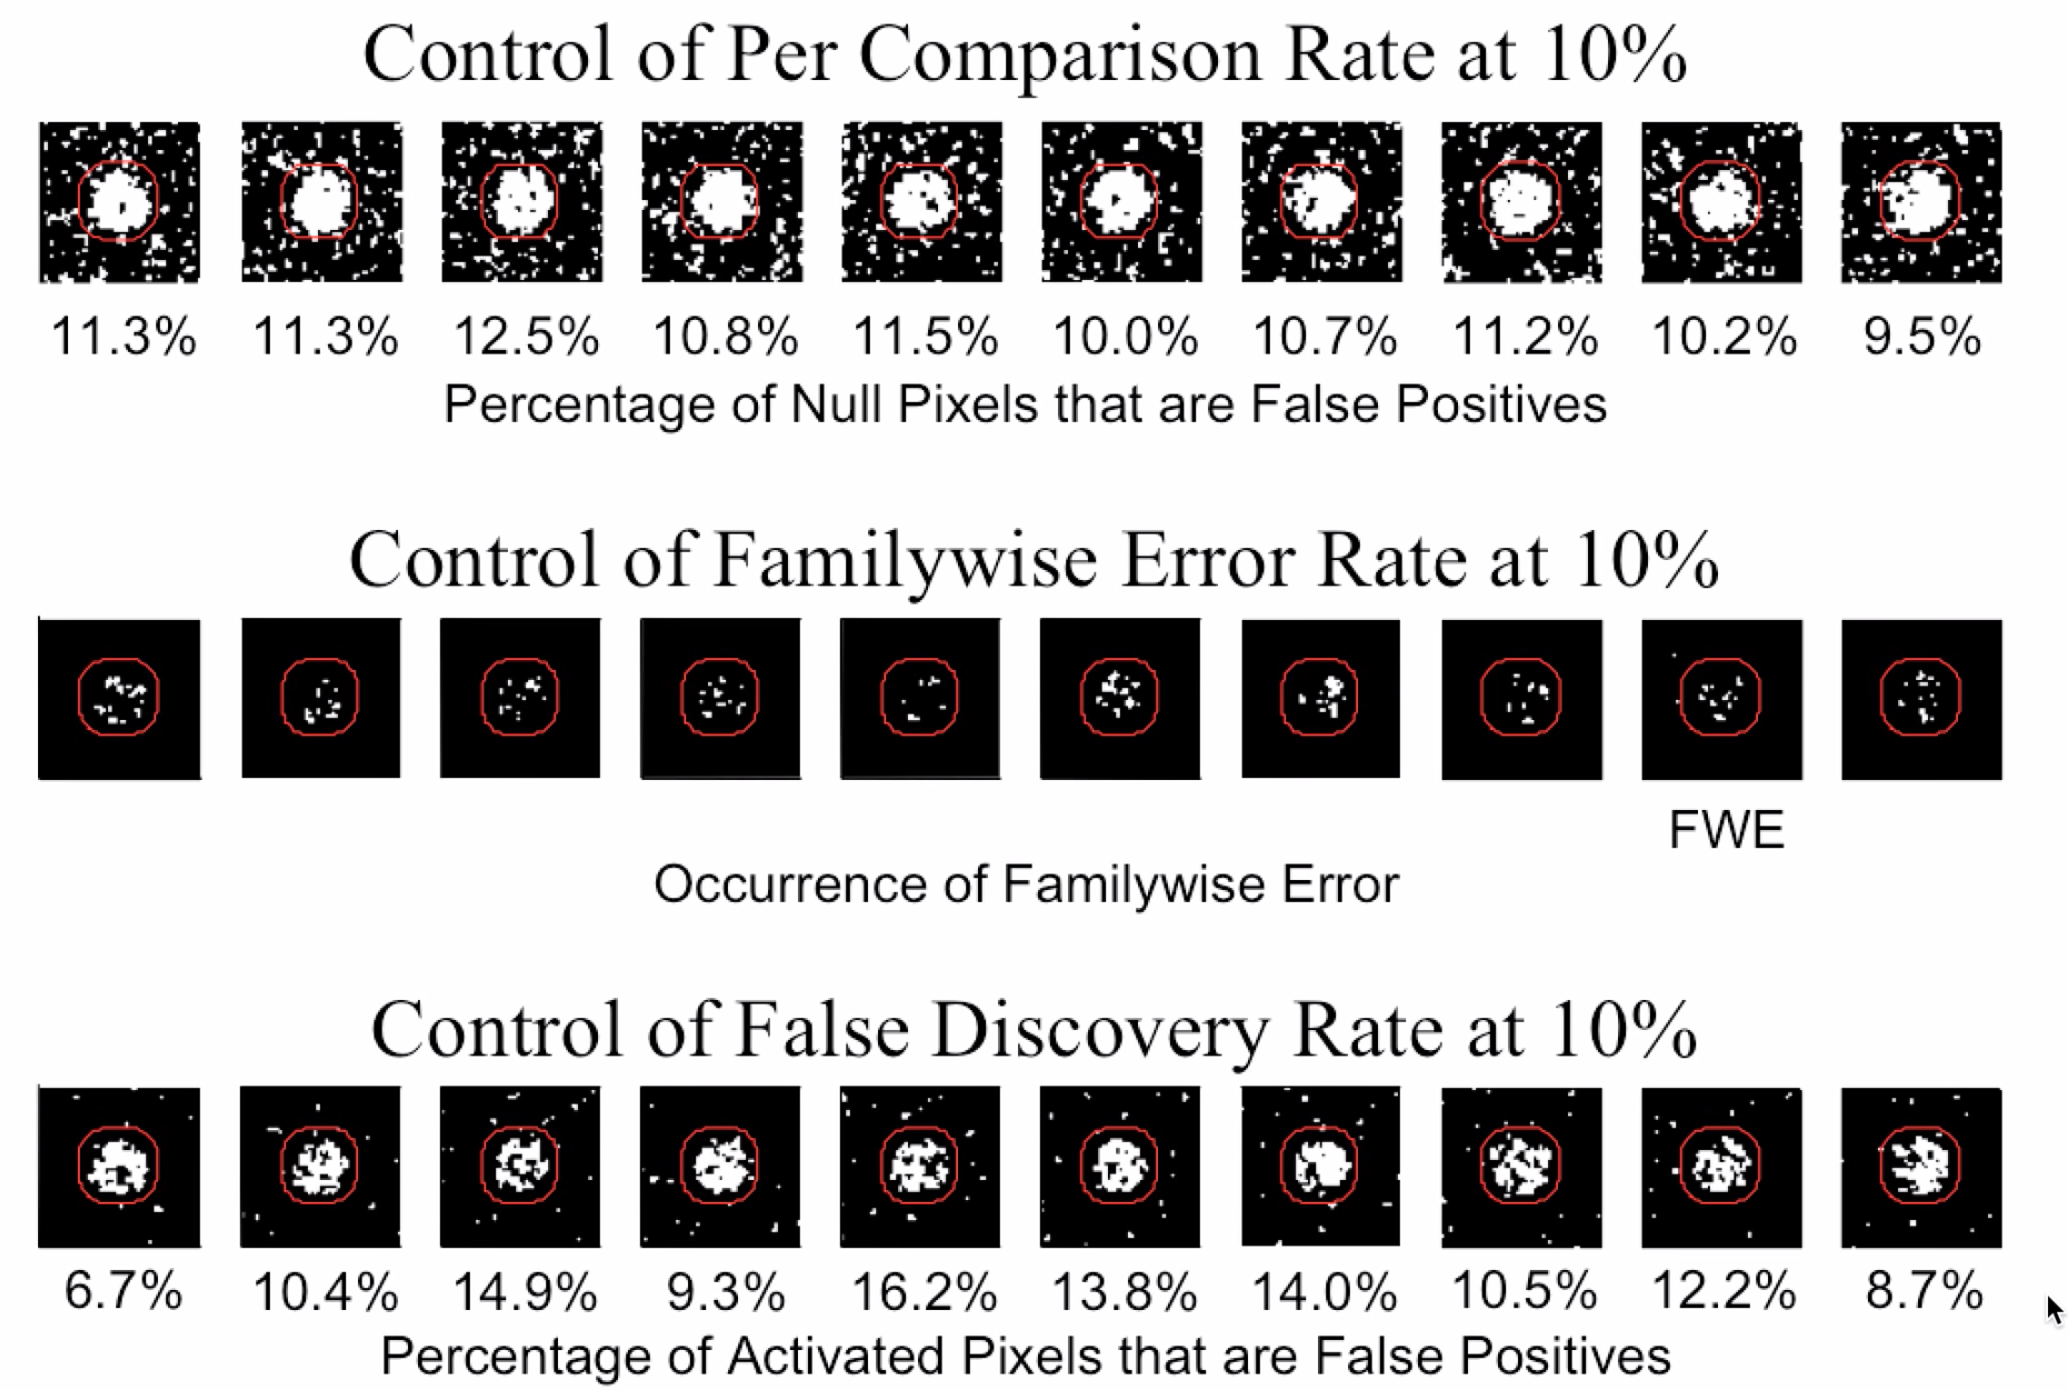 Control of Per Comparison Rate at 10%
11.3% 11.3% 12.5% 10.8% 11.5% 10.0% 10.7% 11.2% 10.2% 9.5%
Percentage of Null Pixels that are False Positives
Control of Familywise Error Rate at 10%
FWE
Occurrence of Familywise Error
Control of False Discovery Rate at 10%
6.7% 10.4% 14.9% 9.3% 16.2% 13.8% 14.0% 10.5% 12.2% 8.7%
Percentage of Activated Pixels that are False Positives